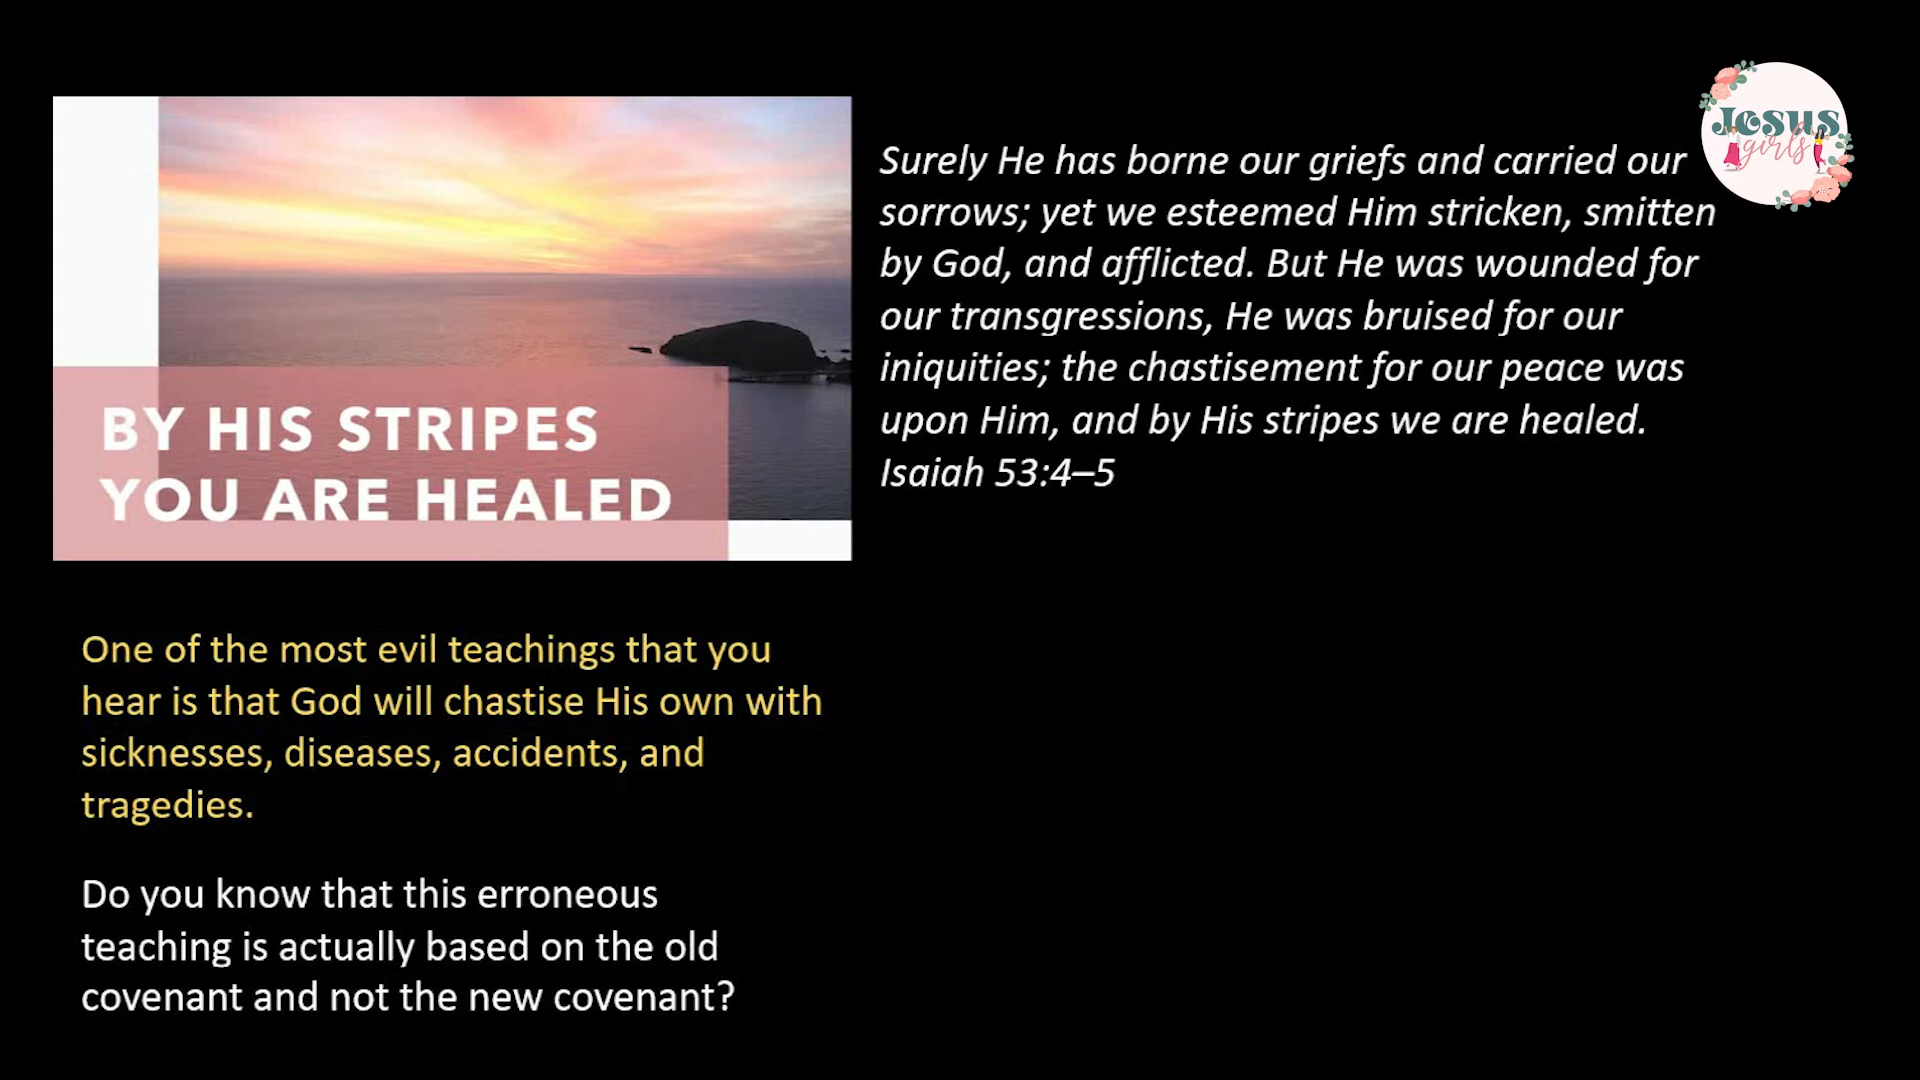 BY HIS STRIPES
YOU ARE HEALED
Surely He has borne our griefs and carried our
sorrows; yet we esteemed Him stricken, smitten
by God, and afflicted. But He was wounded for
our transgressions, He was bruised for our
iniquities; the chastisement for our peace was
upon Him, and by His stripes we are healed.
Isaiah 53:4–5
Jesus
girls
One of the most evil teachings that you
hear is that God will chastise His own with
sicknesses, diseases, accidents, and
tragedies.
Do you know that this erroneous
teaching is actually based on the old
covenant and not the new covenant?